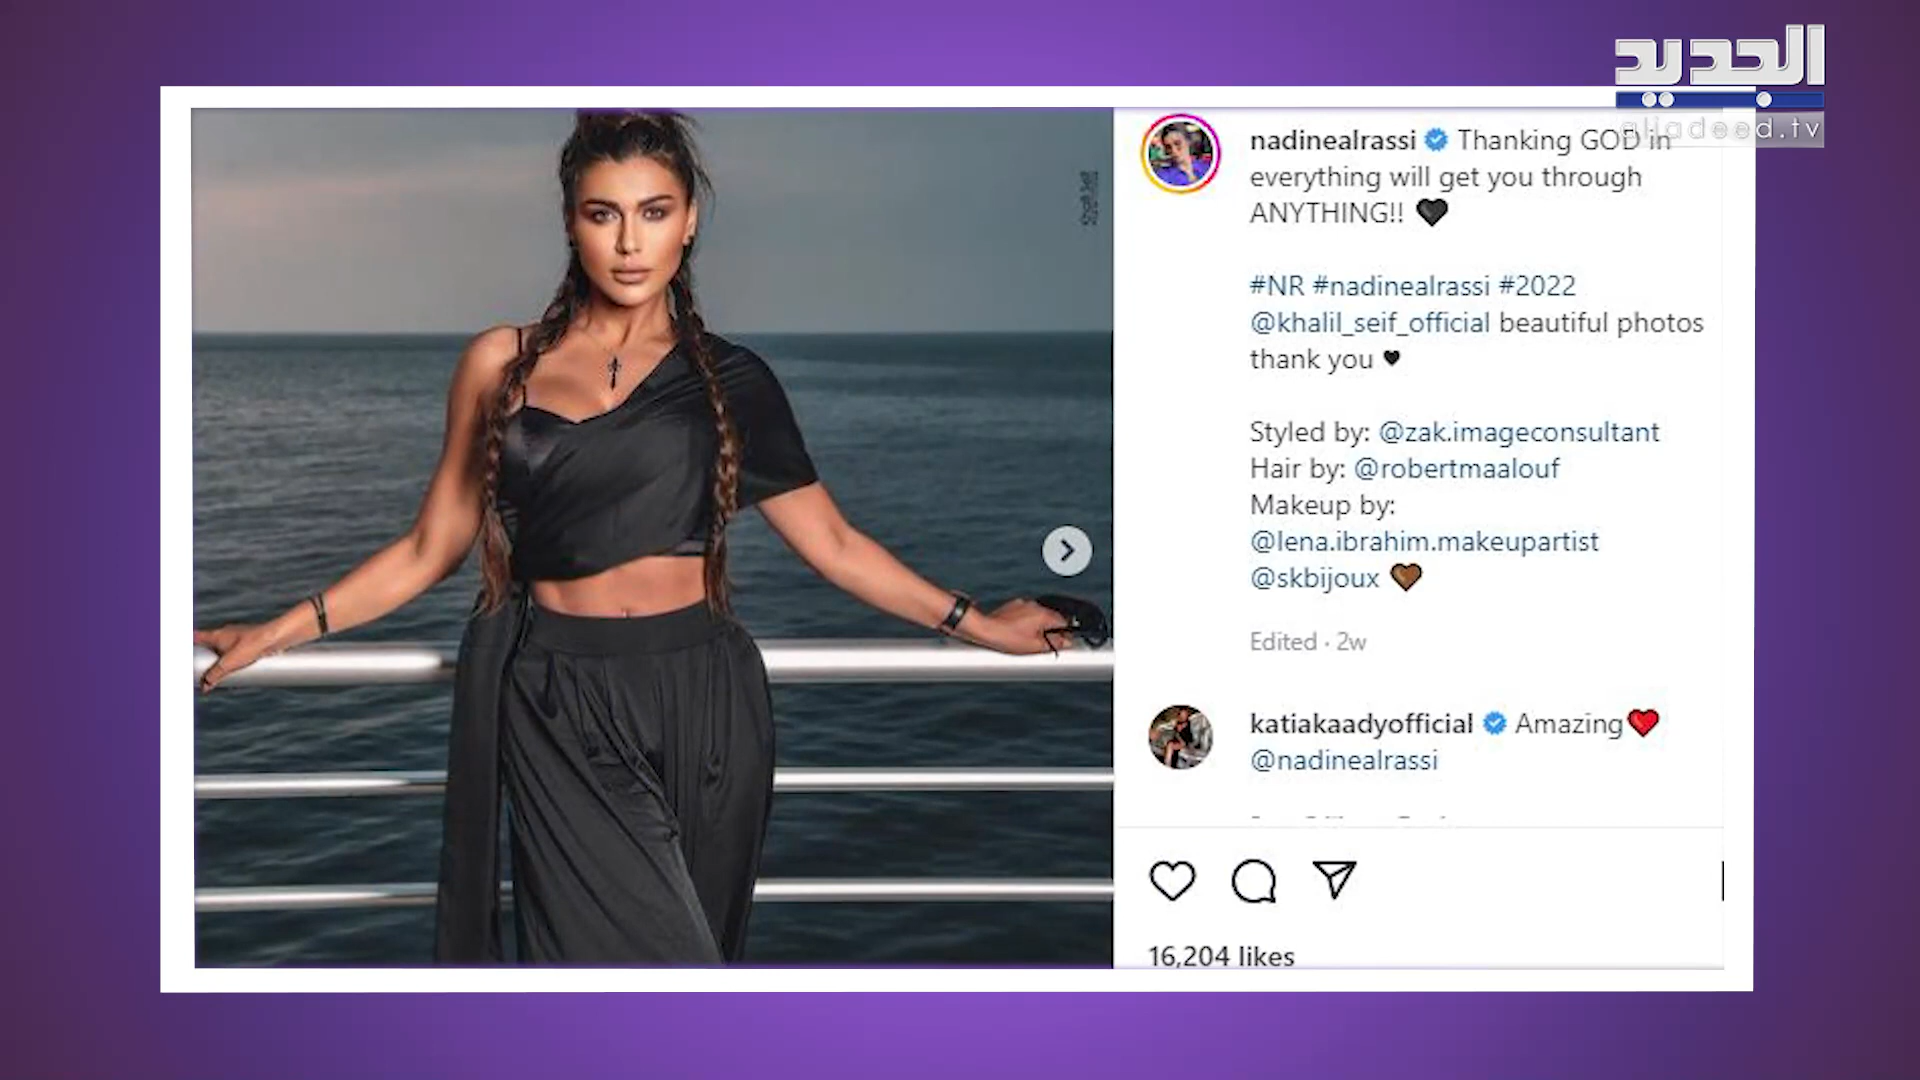 الجديد
aljadeed.tv
nadinealrassi Thanking GOD in
everything will get you through
ANYTHING!! 🖤
#NR #nadinealrassi #2022
@khalil_seif_official beautiful photos
thank you ♥
Styled by: @zak.imageconsultant
Hair by: @robertmaalouf
Makeup by:
@lena.ibrahim.makeupartist
@skbijoux 🤎
Edited · 2w
katiakaadyofficial Amazing❤️
@nadinealrassi
16,204 likes